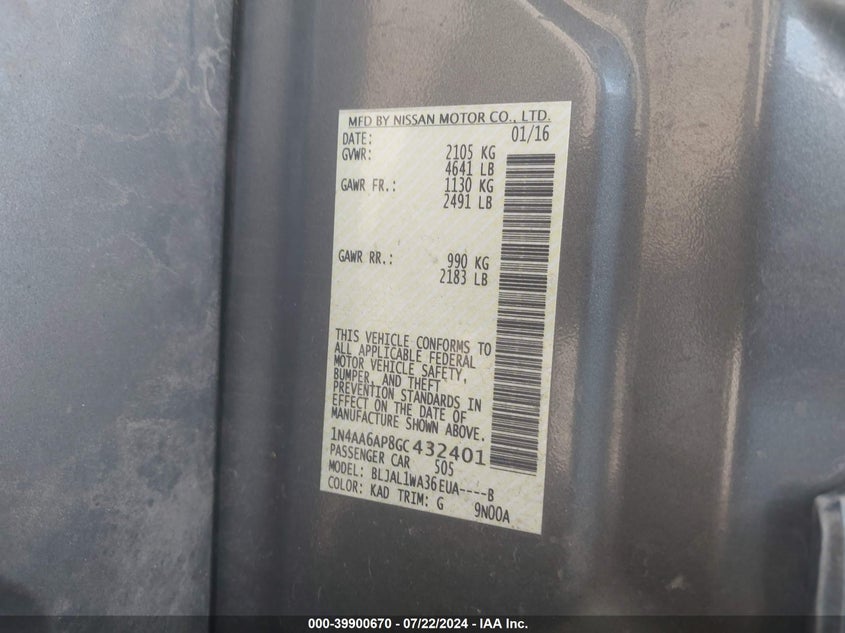 MFD BY NISSAN MOTOR CO., LTD.
DATE: 01/16
GVWR: 2105 KG
4641 LB
GAWR FR.: 1130 KG
2491 LB
GAWR RR.: 990 KG
2183 LB
THIS VEHICLE CONFORMS TO
ALL APPLICABLE FEDERAL
MOTOR VEHICLE SAFETY,
BUMPER, AND THEFT
PREVENTION STANDARDS IN
EFFECT ON THE DATE OF
MANUFACTURE SHOWN ABOVE.
1N4AA6AP8GC432401
PASSENGER CAR 505
MODEL: BLJAL1WA36EUA----B
COLOR: KAD TRIM: G 9N00A
000-39900670 - 07/22/2024 - IAA Inc.